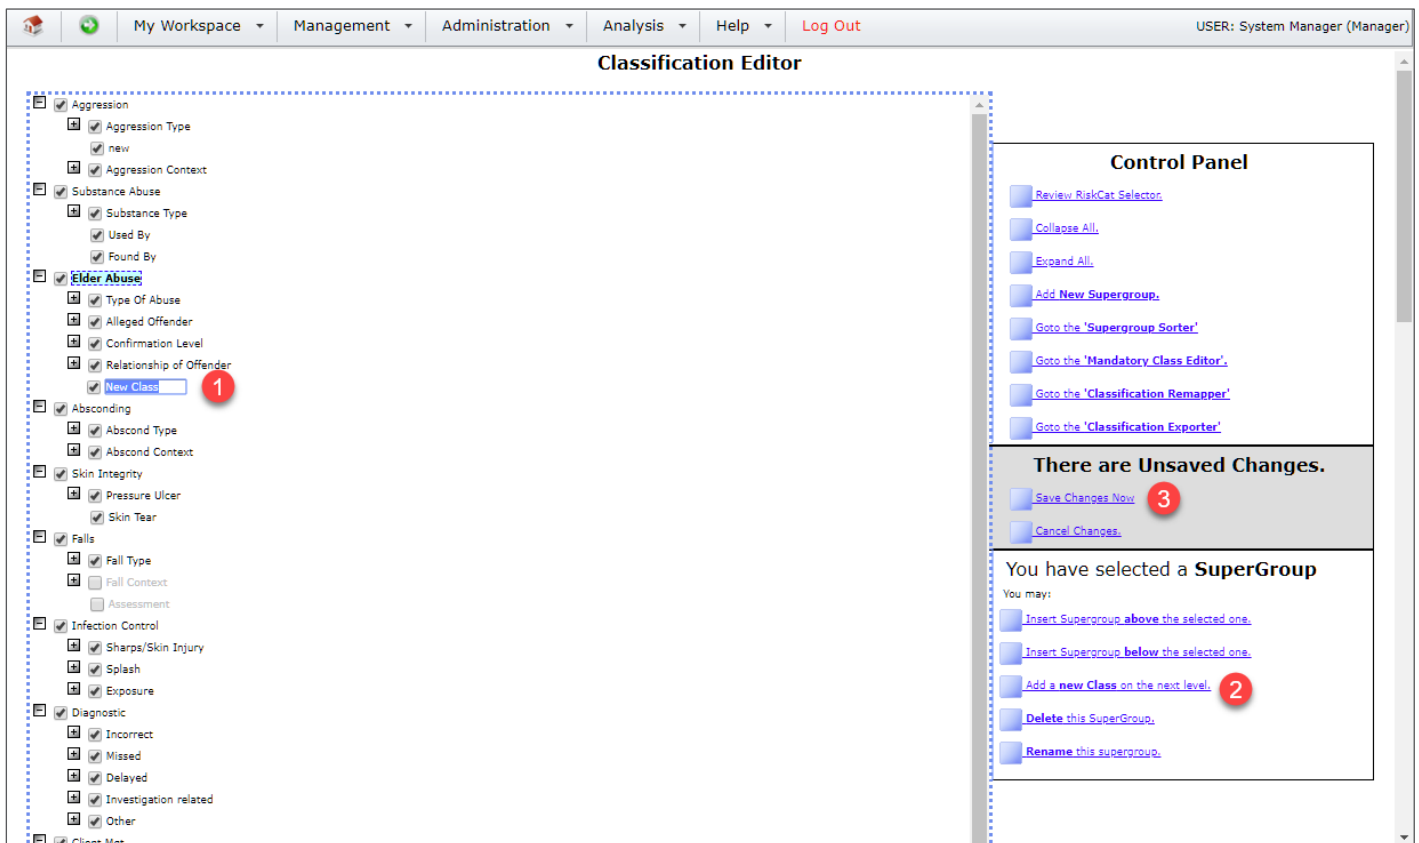 My Workspace
Management
Administration
Analysis
Help
Log Out
USER: System Manager (Manager)
Classification Editor
Aggression
Aggression Type
new
Aggression Context
Substance Abuse
Substance Type
Used By
Found By
Elder Abuse
Type Of Abuse
Alleged Offender
Confirmation Level
Relationship of Offender
New Class
1
Absconding
Abscond Type
Abscond Context
Skin Integrity
Pressure Ulcer
Skin Tear
Falls
Fall Type
Fall Context
Assessment
Infection Control
Sharps/Skin Injury
Splash
Exposure
Diagnostic
Incorrect
Missed
Delayed
Investigation related
Other
Client Mgt
Control Panel
Review RiskCat Selector.
Collapse All.
Expand All.
Add New Supergroup.
Goto the 'Supergroup Sorter'
Goto the 'Mandatory Class Editor'.
Goto the 'Classification Remapper'
Goto the 'Classification Exporter'
There are Unsaved Changes.
Save Changes Now
3
Cancel Changes.
You have selected a SuperGroup
You may:
Insert Supergroup above the selected one.
Insert Supergroup below the selected one.
Add a new Class on the next level.
2
Delete this SuperGroup.
Rename this supergroup.